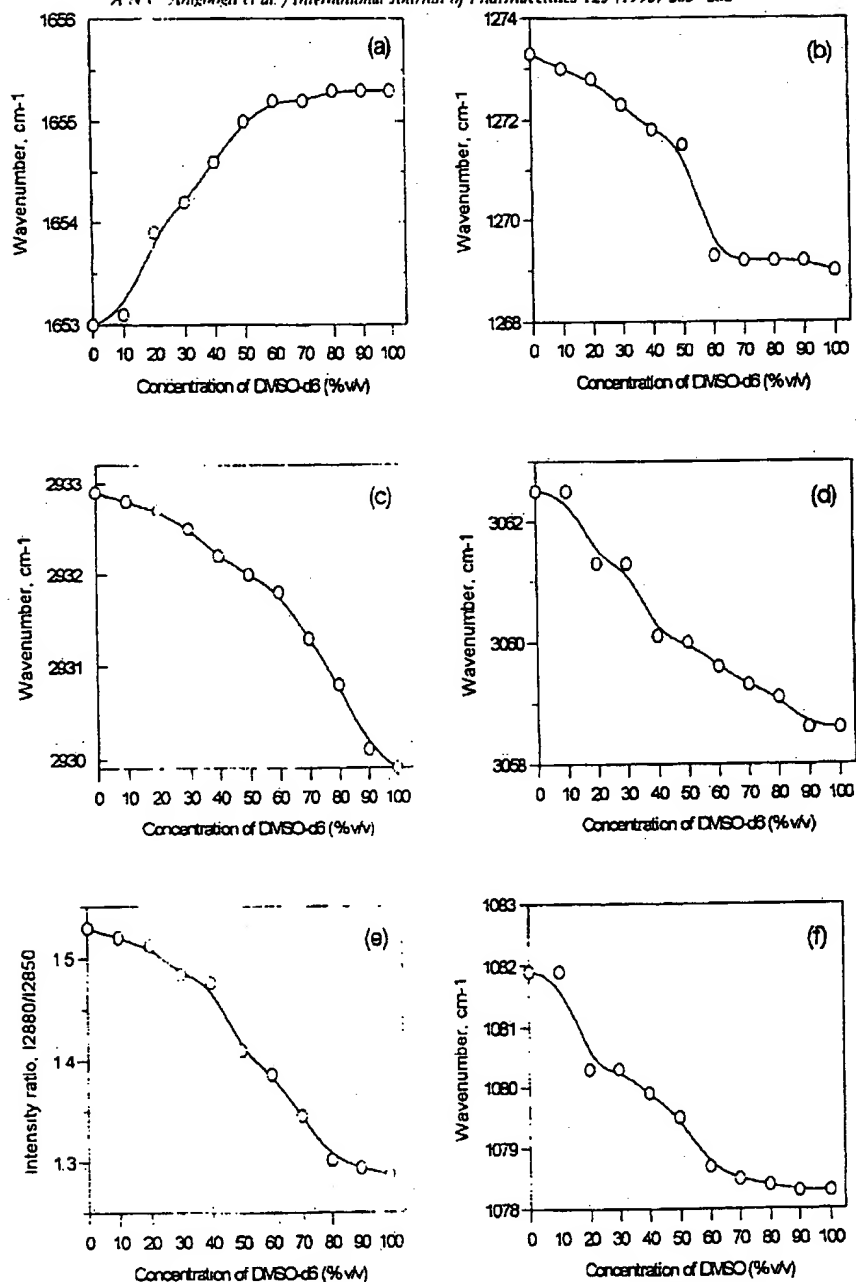 International Journal of Pharmaceutics
(a)
Wavenumber, cm-1
1656
1655
1654
1653
0 10 20 30 40 50 60 70 80 90 100
Concentration of DMSO-d6 (% v/v)
(b)
Wavenumber, cm-1
1274
1272
1270
1268
0 10 20 30 40 50 60 70 80 90 100
Concentration of DMSO-d6 (% v/v)
(c)
Wavenumber, cm-1
2933
2932
2931
2930
0 10 20 30 40 50 60 70 80 90 100
Concentration of DMSO-d6 (% v/v)
(d)
Wavenumber, cm-1
3062
3060
3058
0 10 20 30 40 50 60 70 80 90 100
Concentration of DMSO-d6 (% v/v)
(e)
Intensity ratio, I2880/I2850
1.5
1.4
1.3
0 10 20 30 40 50 60 70 80 90 100
Concentration of DMSO-d6 (% v/v)
(f)
Wavenumber, cm-1
1083
1082
1081
1080
1079
1078
0 10 20 30 40 50 60 70 80 90 100
Concentration of DMSO (% v/v)